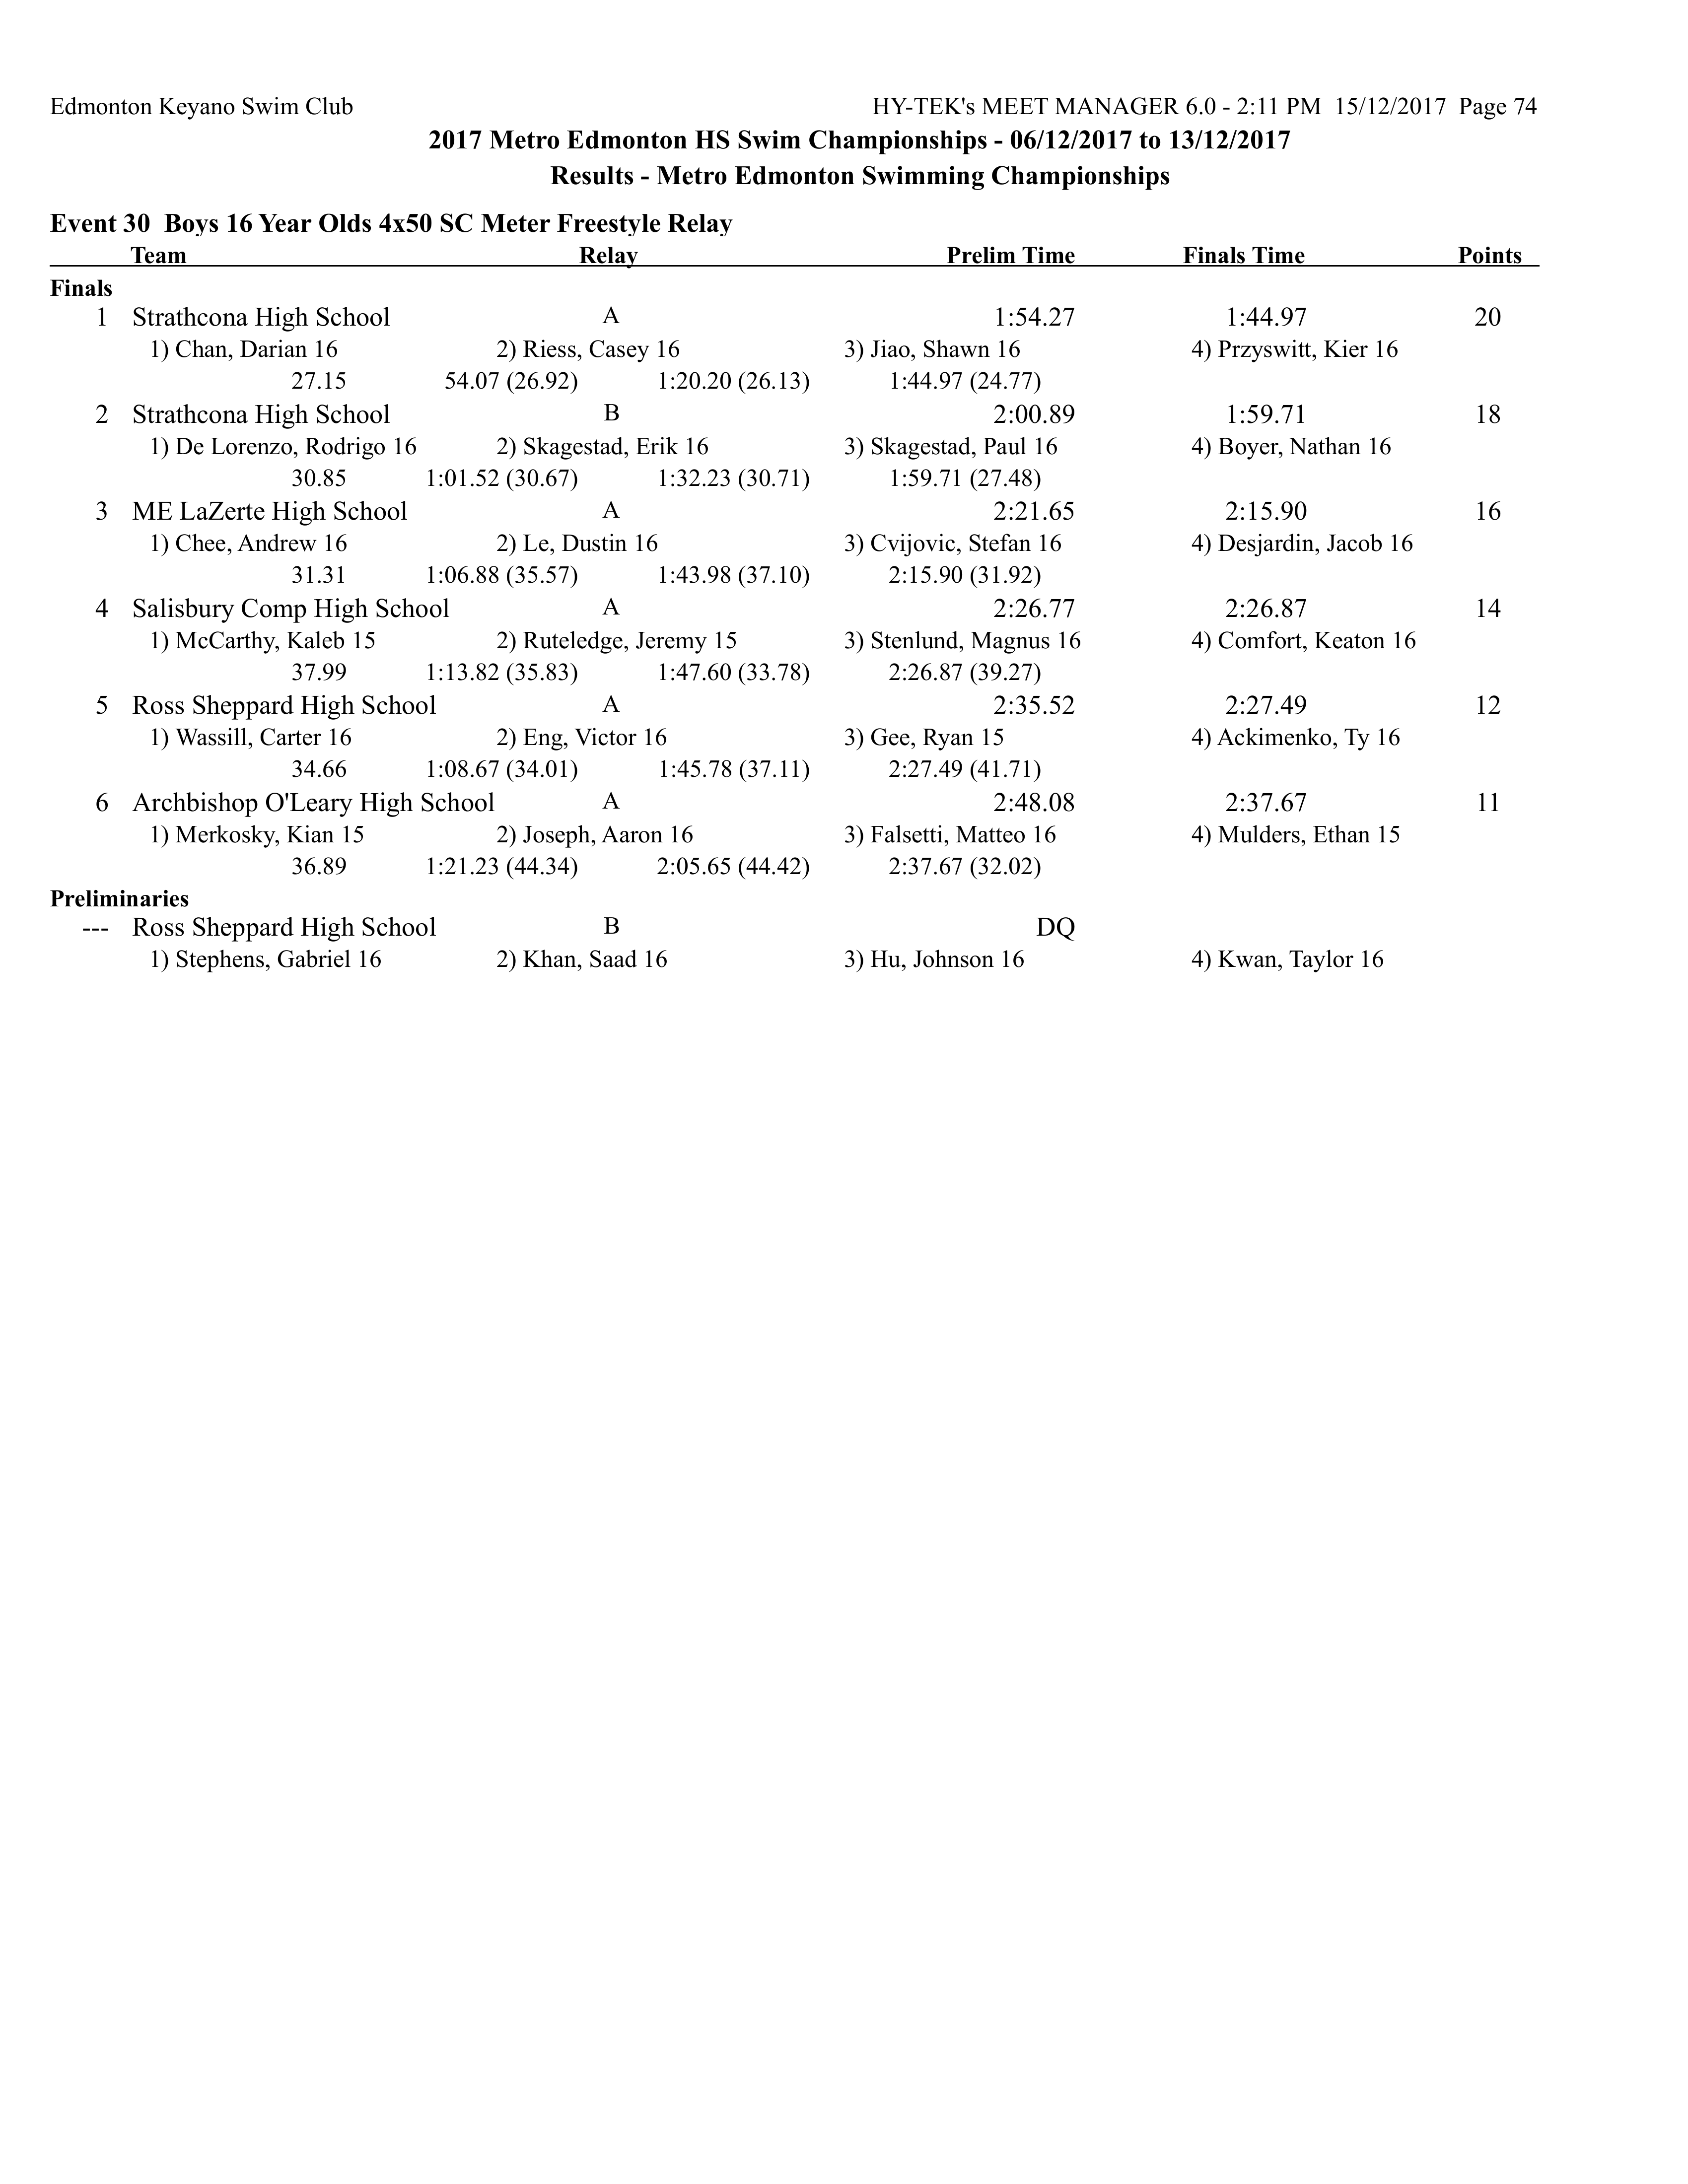 Edmonton Keyano Swim Club HY-TEK's MEET MANAGER 6.0 - 2:11 PM 15/12/2017 Page 74
2017 Metro Edmonton HS Swim Championships - 06/12/2017 to 13/12/2017
Results - Metro Edmonton Swimming Championships
Event 30 Boys 16 Year Olds 4x50 SC Meter Freestyle Relay
Team Relay Prelim Time Finals Time Points
Finals
1 Strathcona High School A 1:54.27 1:44.97 20
1) Chan, Darian 16 2) Riess, Casey 16 3) Jiao, Shawn 16 4) Przyswitt, Kier 16
27.15 54.07 (26.92) 1:20.20 (26.13) 1:44.97 (24.77)
2 Strathcona High School B 2:00.89 1:59.71 18
1) De Lorenzo, Rodrigo 16 2) Skagestad, Erik 16 3) Skagestad, Paul 16 4) Boyer, Nathan 16
30.85 1:01.52 (30.67) 1:32.23 (30.71) 1:59.71 (27.48)
3 ME LaZerte High School A 2:21.65 2:15.90 16
1) Chee, Andrew 16 2) Le, Dustin 16 3) Cvijovic, Stefan 16 4) Desjardin, Jacob 16
31.31 1:06.88 (35.57) 1:43.98 (37.10) 2:15.90 (31.92)
4 Salisbury Comp High School A 2:26.77 2:26.87 14
1) McCarthy, Kaleb 15 2) Ruteledge, Jeremy 15 3) Stenlund, Magnus 16 4) Comfort, Keaton 16
37.99 1:13.82 (35.83) 1:47.60 (33.78) 2:26.87 (39.27)
5 Ross Sheppard High School A 2:35.52 2:27.49 12
1) Wassill, Carter 16 2) Eng, Victor 16 3) Gee, Ryan 15 4) Ackimenko, Ty 16
34.66 1:08.67 (34.01) 1:45.78 (37.11) 2:27.49 (41.71)
6 Archbishop O'Leary High School A 2:48.08 2:37.67 11
1) Merkosky, Kian 15 2) Joseph, Aaron 16 3) Falsetti, Matteo 16 4) Mulders, Ethan 15
36.89 1:21.23 (44.34) 2:05.65 (44.42) 2:37.67 (32.02)
Preliminaries
--- Ross Sheppard High School B DQ
1) Stephens, Gabriel 16 2) Khan, Saad 16 3) Hu, Johnson 16 4) Kwan, Taylor 16